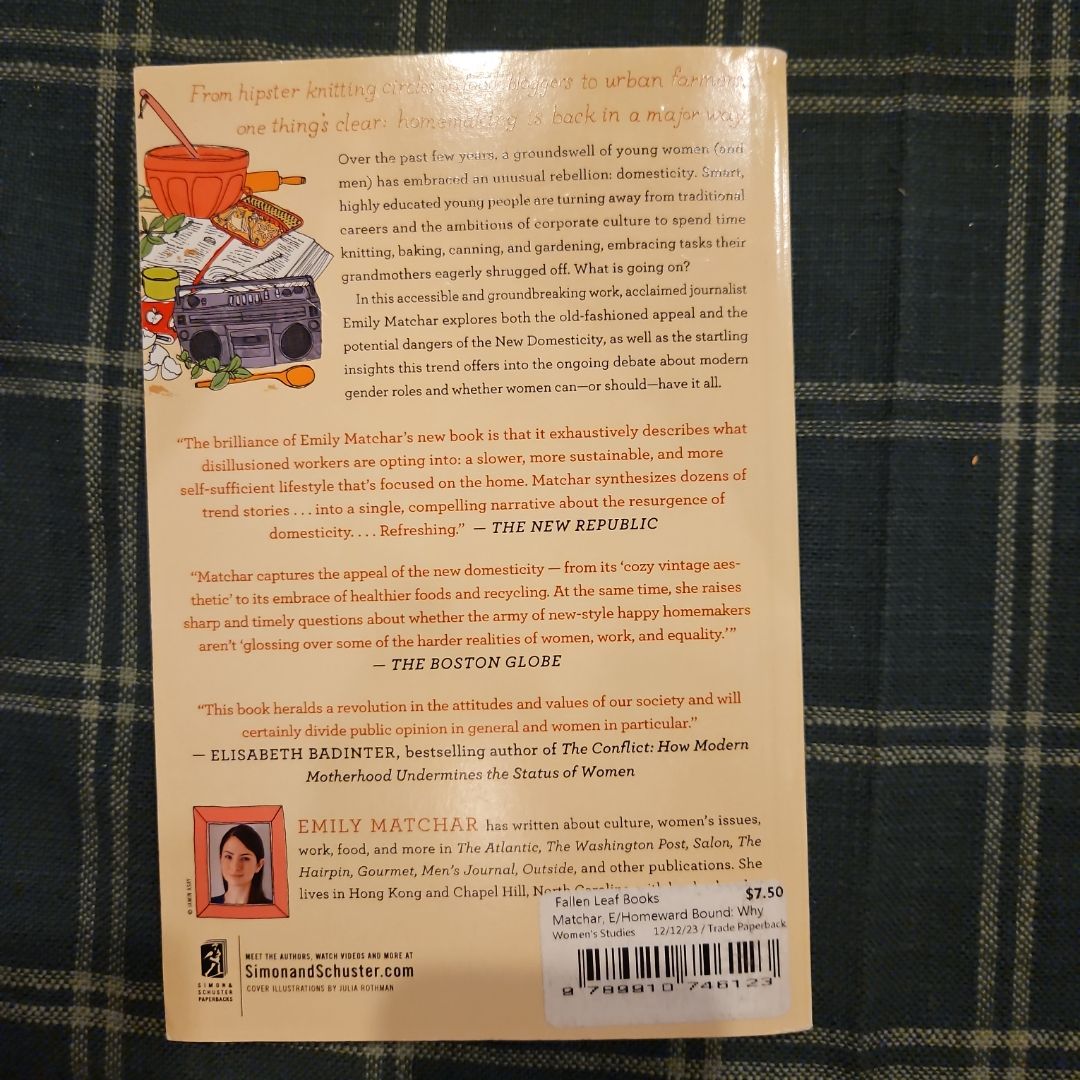 From hipster knitting circles to food bloggers to urban farmers,
one thing's clear: homemaking is back in a major way.
Over the past few years, a groundswell of young women (and
men) has embraced an unusual rebellion: domesticity. Smart,
highly educated young people are turning away from traditional
careers and the ambitions of corporate culture to spend time
knitting, baking, canning, and gardening, embracing tasks their
grandmothers eagerly shrugged off. What is going on?
In this accessible and groundbreaking work, acclaimed journalist
Emily Matchar explores both the old-fashioned appeal and the
potential dangers of the New Domesticity, as well as the startling
insights this trend offers into the ongoing debate about modern
gender roles and whether women can—or should—have it all.
“The brilliance of Emily Matchar’s new book is that it exhaustively describes what
disillusioned workers are opting into: a slower, more sustainable, and more
self-sufficient lifestyle that’s focused on the home. Matchar synthesizes dozens of
trend stories . . . into a single, compelling narrative about the resurgence of
domesticity. . . . Refreshing.” — THE NEW REPUBLIC
“Matchar captures the appeal of the new domesticity — from its ‘cozy vintage aes-
thetic’ to its embrace of healthier foods and recycling. At the same time, she raises
sharp and timely questions about whether the army of new-style happy homemakers
aren’t ‘glossing over some of the harder realities of women, work, and equality.’”
— THE BOSTON GLOBE
“This book heralds a revolution in the attitudes and values of our society and will
certainly divide public opinion in general and women in particular.”
— ELISABETH BADINTER, bestselling author of The Conflict: How Modern
Motherhood Undermines the Status of Women
EMILY MATCHAR has written about culture, women’s issues,
work, food, and more in The Atlantic, The Washington Post, Salon, The
Hairpin, Gourmet, Men’s Journal, Outside, and other publications. She
lives in Hong Kong and Chapel Hill, North Carolina
© JAMIN ASAY
Fallen Leaf Books $7.50
Matchar, E/Homeward Bound: Why
Women's Studies 12/12/23 / Trade Paperback
9 789910 746123
SIMON &
SCHUSTER
PAPERBACKS
MEET THE AUTHORS, WATCH VIDEOS AND MORE AT
SimonandSchuster.com
COVER ILLUSTRATIONS BY JULIA ROTHMAN